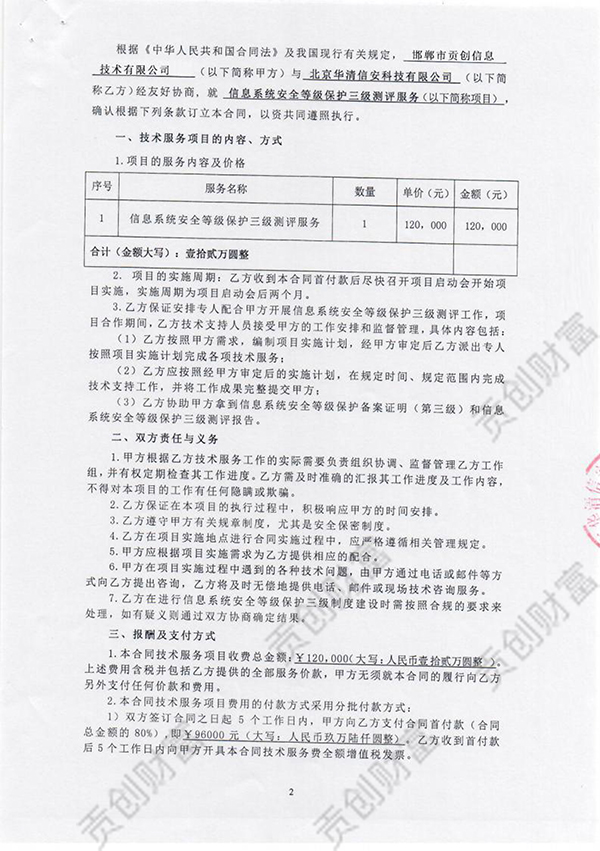 根据《中华人民共和国合同法》及我国现行有关规定，邯郸市贡创信息
技术有限公司（以下简称甲方）与 北京华清信安科技有限公司（以下简
称乙方）经友好协商，就 信息系统安全等级保护三级测评服务（以下简称项目），
确认根据下列条款订立本合同，以资共同遵照执行。
一、技术服务项目的内容、方式
1.项目的服务内容及价格
序号 服务名称 数量 单价（元） 金额（元）
1 信息系统安全等级保护三级测评服务 1 120，000 120，000
合计（金额大写）：壹拾贰万圆整
2. 项目的实施周期：乙方收到本合同首付款后尽快召开项目启动会开始项
目实施，实施周期为项目启动会后两个月。
3.乙方保证安排专人配合甲方开展信息系统安全等级保护三级测评工作，项
目合作期间，乙方技术支持人员接受甲方的工作安排和监督管理，具体内容包括：
（1）乙方按照甲方需求，编制项目实施计划，经甲方审定后乙方派出专人
按照项目实施计划完成各项技术服务；
（2）乙方应按照经甲方审定后的实施计划，在规定时间、规定范围内完成
技术支持工作，并将工作成果完整提交甲方；
（3）乙方协助甲方拿到信息系统安全等级保护备案证明（第三级）和信息
系统安全等级保护三级测评报告。
二、双方责任与义务
1.甲方根据乙方技术服务工作的实际需要负责组织协调、监督管理乙方工作
组，并有权定期检查其工作进度。乙方需及时准确的汇报其工作进度及工作内容，
不得对本项目的工作有任何隐瞒或欺骗。
2.乙方保证在本项目的执行过程中，积极响应甲方的时间安排。
3.乙方遵守甲方有关规章制度，尤其是安全保密制度。
4.乙方在项目实施地点进行合同实施过程中，应严格遵循相关管理规定。
5.甲方应根据项目实施需求为乙方提供相应的配合。
6.甲方在项目实施过程中遇到的各种技术问题，由甲方通过电话或邮件等方
式向乙方提出咨询，乙方将及时无偿地提供电话、邮件或现场技术咨询服务。
7.乙方在进行信息系统安全等级保护三级制度建设时需按照合规的要求来
处理，如有疑义则通过双方协商确定结果。
三、报酬及支付方式
1.本合同技术服务项目收费总金额：￥120,000（大写：人民币壹拾贰万圆整）。
上述费用含税并包括乙方提供的全部服务价款，甲方无须就本合同的履行向乙方
另外支付任何价款和费用。
2.本合同技术服务项目费用的付款方式采用分批付款方式：
1）双方签订合同之日起 5 个工作日内，甲方向乙方支付合同首付款（合同
总金额的 80%），即￥96000 元（大写：人民币玖万陆仟圆整），乙方收到首付款
后 5 个工作日内向甲方开具本合同技术服务费全额增值税发票。
2
贡创财富
贡创财富
贡创财富
贡创财富
贡创财富